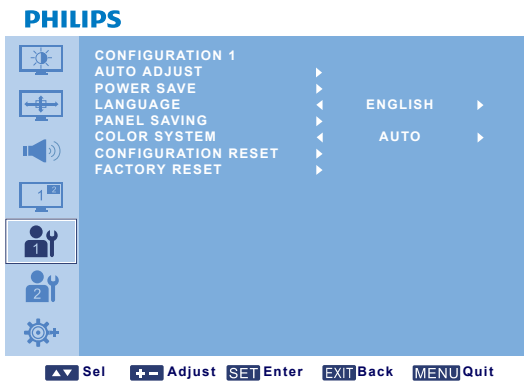 PHILIPS
CONFIGURATION 1
AUTO ADJUST
POWER SAVE
LANGUAGE ENGLISH
PANEL SAVING
COLOR SYSTEM AUTO
CONFIGURATION RESET
FACTORY RESET
1 2
1
2
Sel Adjust SET Enter EXIT Back MENU Quit